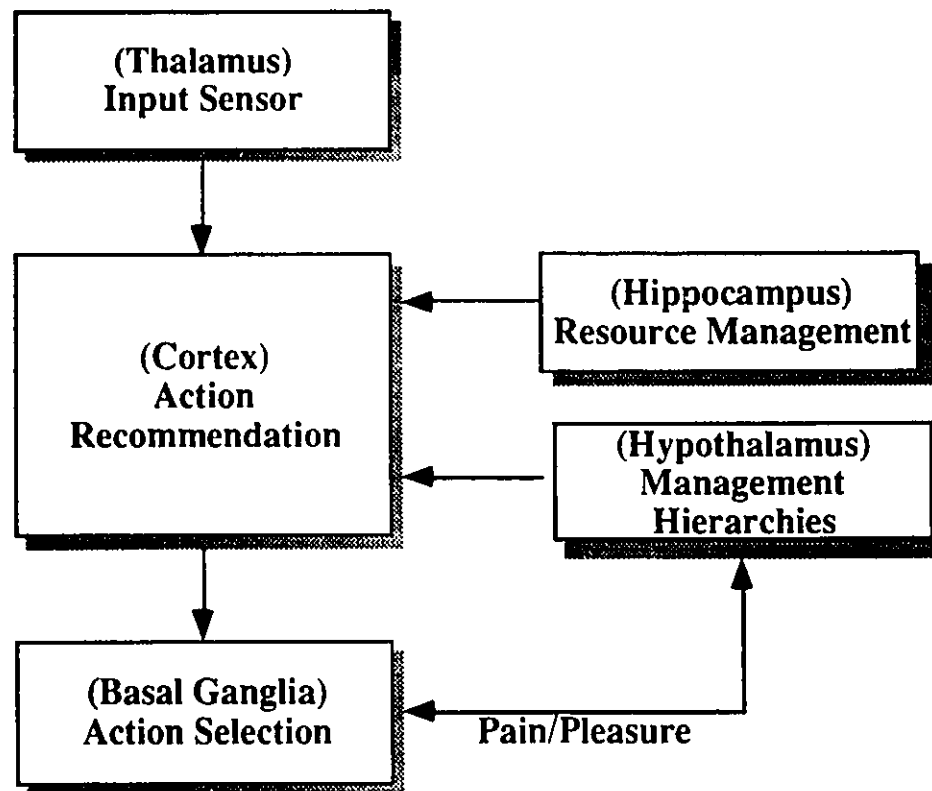 (Thalamus)
Input Sensor
(Hippocampus)
Resource Management
(Cortex)
Action
Recommendation
(Hypothalamus)
Management
Hierarchies
(Basal Ganglia)
Action Selection
Pain/Pleasure